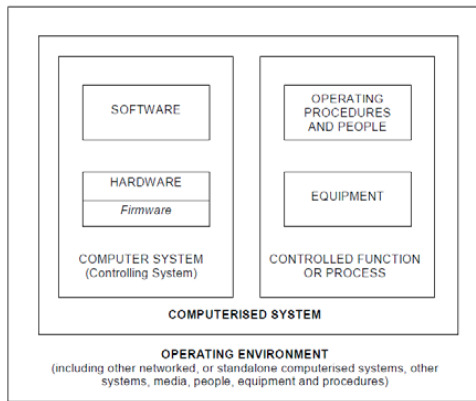 SOFTWARE
HARDWARE
Firmware
COMPUTER SYSTEM
(Controlling System)
OPERATING
PROCEDURES
AND PEOPLE
EQUIPMENT
CONTROLLED FUNCTION
OR PROCESS
COMPUTERISED SYSTEM
OPERATING ENVIRONMENT
(including other networked, or standalone computerised systems, other
systems, media, people, equipment and procedures)